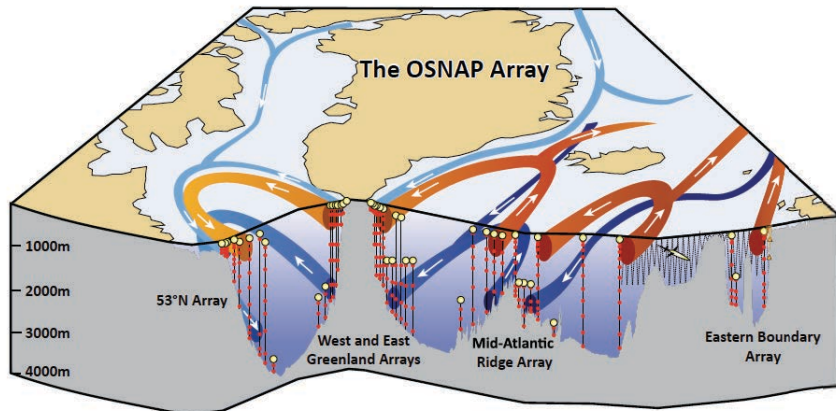 The OSNAP Array
1000m
2000m
3000m
4000m
53°N Array
West and East
Greenland Arrays
Mid-Atlantic
Ridge Array
Eastern Boundary
Array